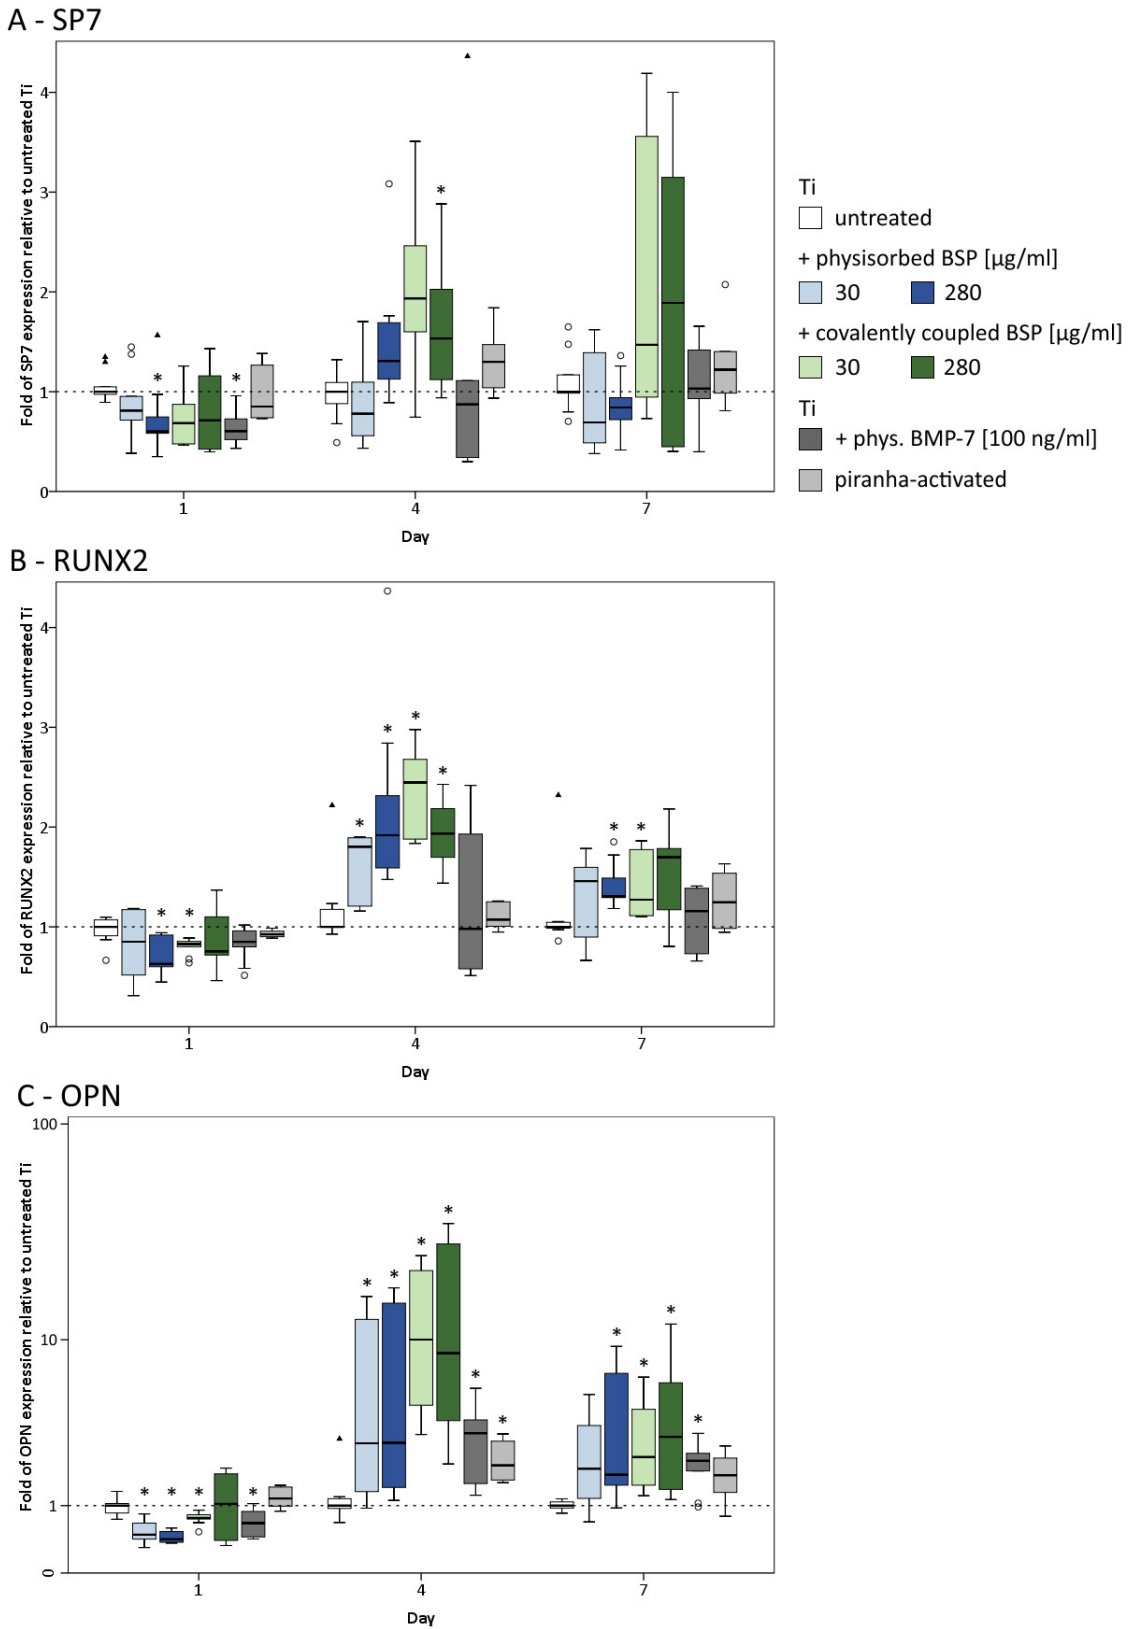 A - SP7
Fold of SP7 expression relative to untreated Ti
4
3
2
1
0
* * *
1 4 7
Day
Ti
untreated
+ physisorbed BSP [µg/ml]
30 280
+ covalently coupled BSP [µg/ml]
30 280
Ti
+ phys. BMP-7 [100 ng/ml]
piranha-activated
B - RUNX2
Fold of RUNX2 expression relative to untreated Ti
4
3
2
1
0
* * * * * * * *
1 4 7
Day
C - OPN
Fold of OPN expression relative to untreated Ti
100
10
1
0
* * * * * * * * * * * * * *
1 4 7
Day